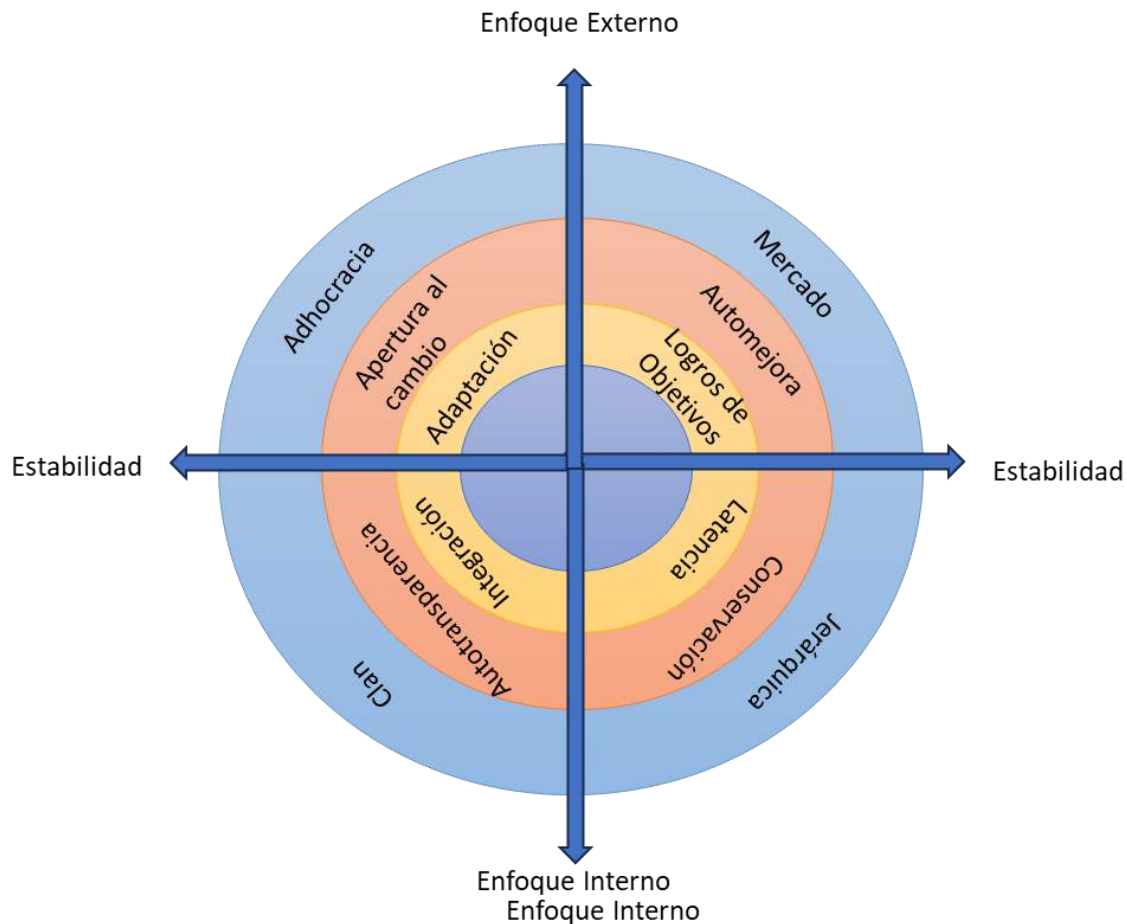 Enfoque Externo
Adhocracia
Mercado
Apertura al
cambio
Automejora
Adaptación
Logros de
Objetivos
Estabilidad
Estabilidad
Integración
Latencia
Autotransparencia
Conservación
Clan
Jerárquica
Enfoque Interno
Enfoque Interno